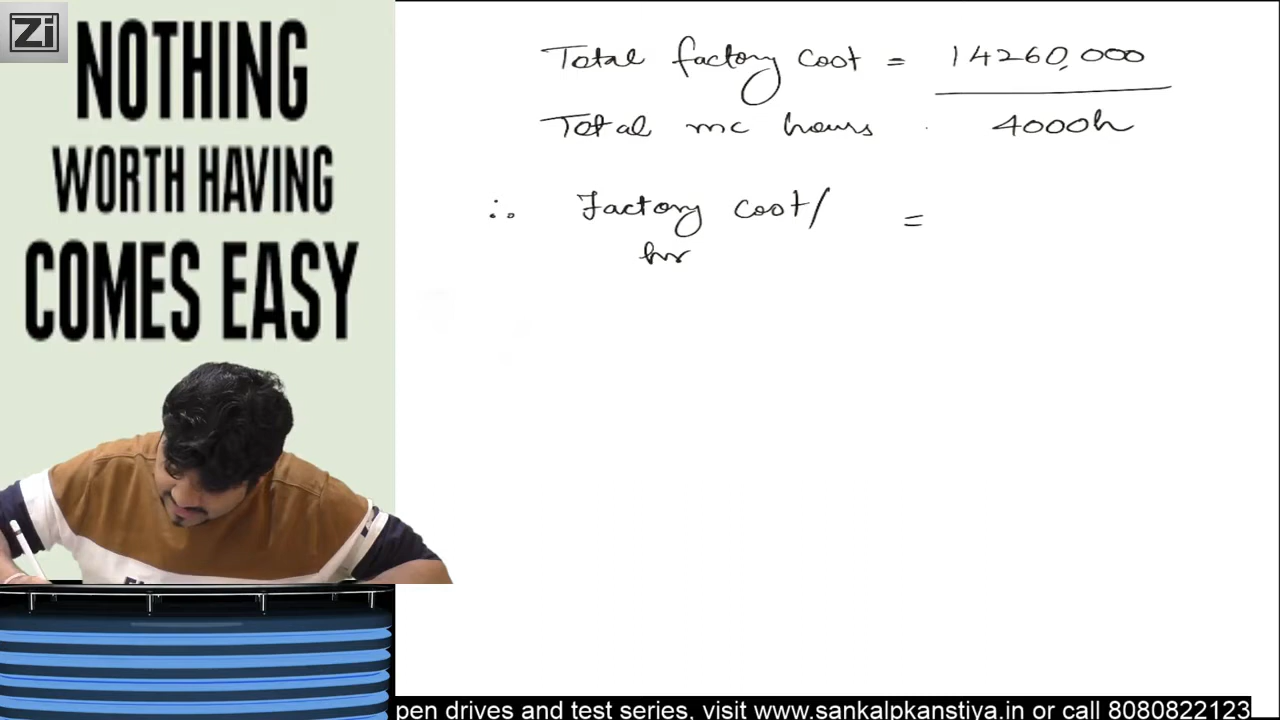 Zi
NOTHING
WORTH HAVING
COMES EASY
Total factory cost = 14260,000
Total mc hours 4000h
∴ Factory cost/ =
hr
pen drives and test series, visit www.sankalpkanstiya.in or call 8080822123